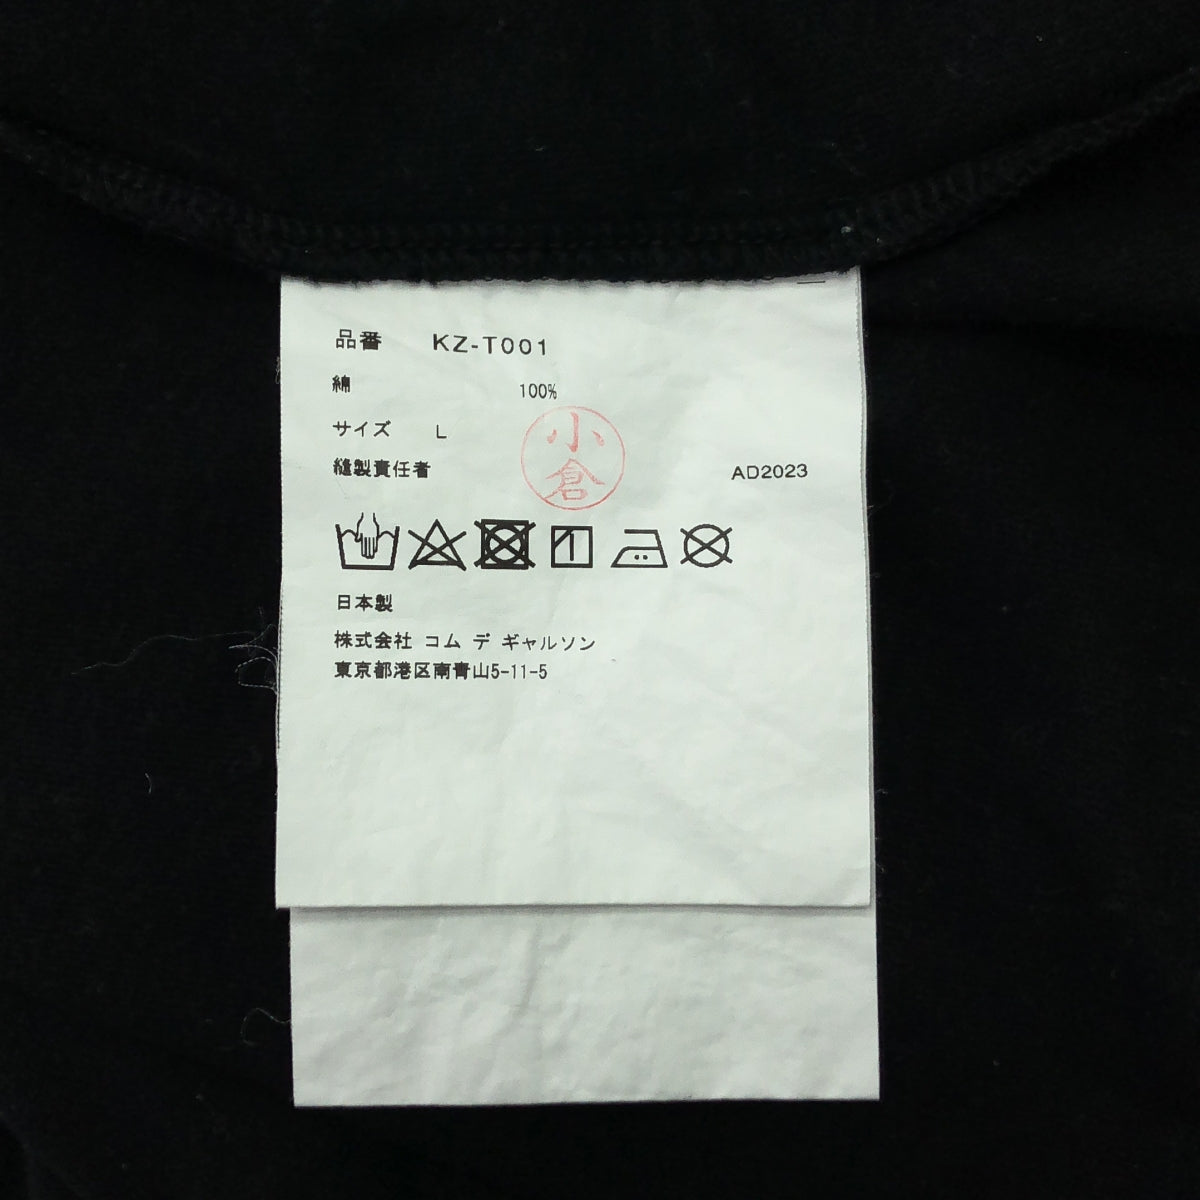 品番 KZ-T001
綿 100%
サイズ L
小倉
縫製責任者 AD2023
日本製
株式会社 コム デ ギャルソン
東京都港区南青山5-11-5